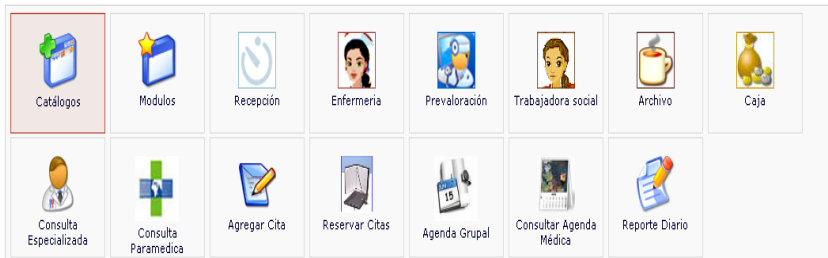 Catálogos
Modulos
Recepción
Enfermeria
Prevaloración
Trabajadora social
Archivo
Caja
Consulta
Especializada
Consulta
Paramedica
Agregar Cita
Reservar Citas
15
Agenda Grupal
Consultar Agenda
Médica
Reporte Diario